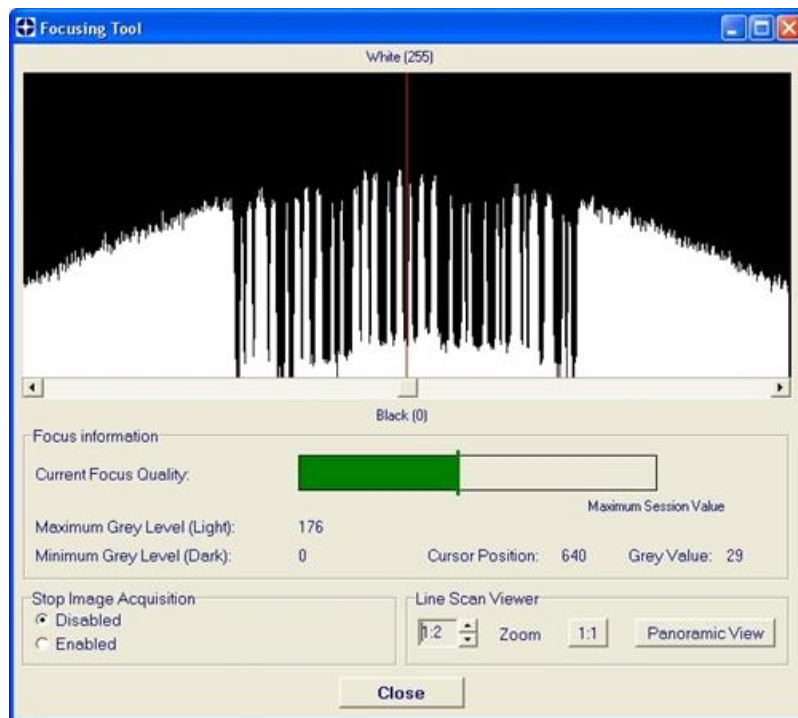 Focusing Tool
White (255)
Black (0)
Focus information
Current Focus Quality:
Maximum Session Value
Maximum Grey Level (Light): 176
Minimum Grey Level (Dark): 0 Cursor Position: 640 Grey Value: 29
Stop Image Acquisition
Disabled
Enabled
Line Scan Viewer
1:2 Zoom 1:1 Panoramic View
Close